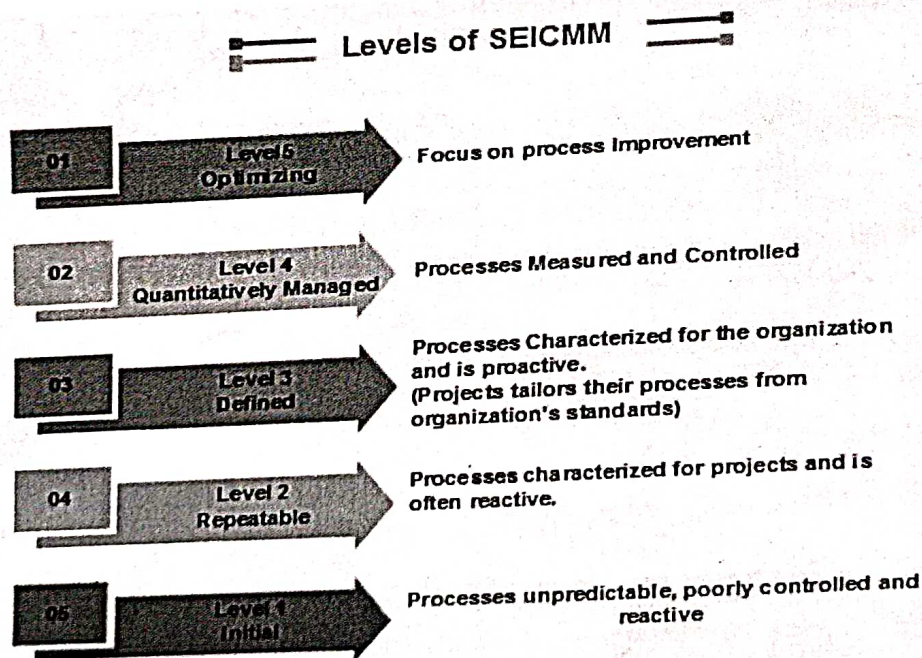 Levels of SEICMM
01
Level 5
Optimizing
Focus on process Improvement
02
Level 4
Quantitatively Managed
Processes Measured and Controlled
03
Level 3
Defined
Processes Characterized for the organization
and is proactive.
(Projects tailors their processes from
organization's standards)
04
Level 2
Repeatable
Processes characterized for projects and is
often reactive.
05
Level 1
Initial
Processes unpredictable, poorly controlled and
reactive